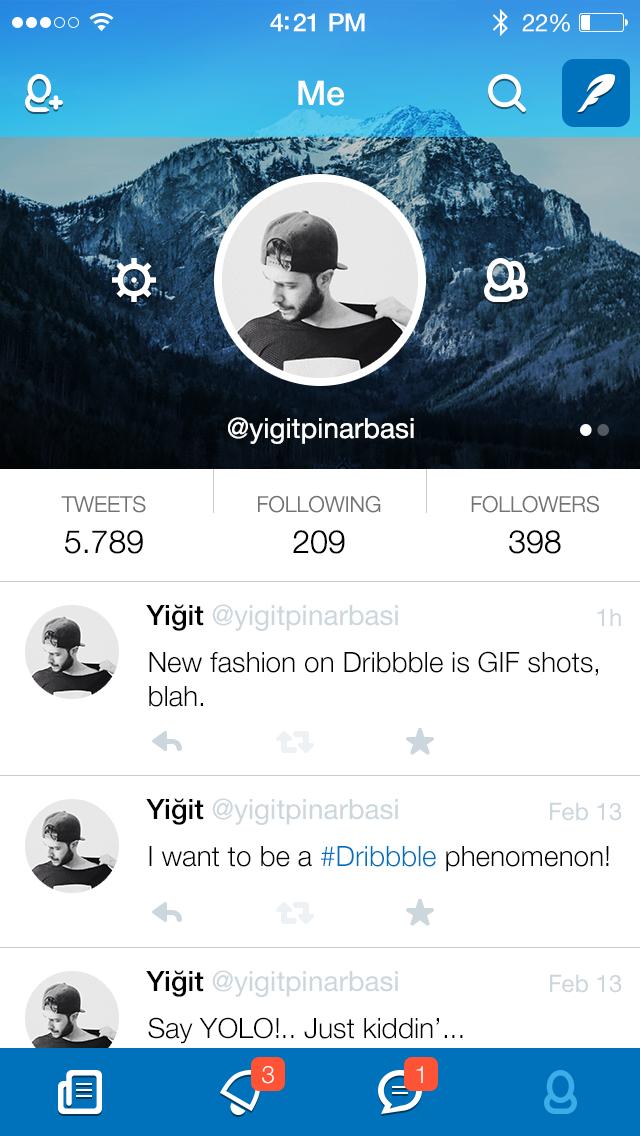 4:21 PM 22%
Me
@yigitpinarbasi
TWEETS FOLLOWING FOLLOWERS
5.789 209 398
Yiğit @yigitpinarbasi 1h
New fashion on Dribbble is GIF shots,
blah.
Yiğit @yigitpinarbasi Feb 13
I want to be a #Dribbble phenomenon!
Yiğit @yigitpinarbasi Feb 13
Say YOLO!.. Just kiddin’...
3 1